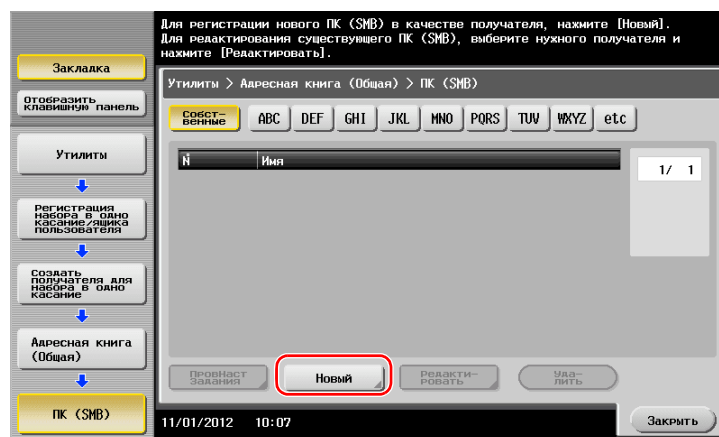 Для регистрации нового ПК (SMB) в качестве получателя, нажмите [Новый].
Для редактирования существующего ПК (SMB), выберите нужного получателя и
нажмите [Редактировать].
Закладка
Отобразить
клавишную панель
Утилиты
Регистрация
набора в одно
касание/ящика
пользователя
Создать
получателя для
набора в одно
касание
Адресная книга
(Общая)
ПК (SMB)
Утилиты > Адресная книга (Общая) > ПК (SMB)
Собст-
венные
ABC
DEF
GHI
JKL
MNO
PQRS
TUV
WXYZ
etc
N Имя
1/ 1
ПровНаст
Задания
Новый
Редакти-
ровать
Уда-
лить
11/01/2012 10:07
Закрыть